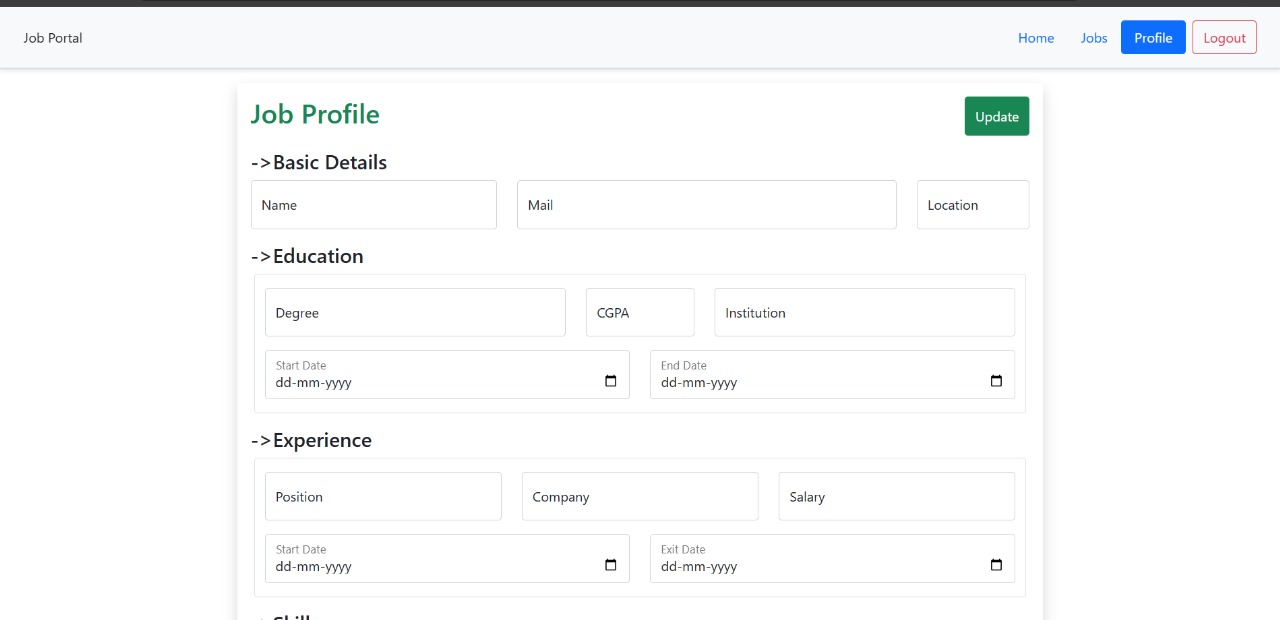 Job Portal Home Jobs Profile Logout
Job Profile Update
->Basic Details
Name Mail Location
->Education
Degree CGPA Institution
Start Date End Date
dd-mm-yyyy dd-mm-yyyy
->Experience
Position Company Salary
Start Date Exit Date
dd-mm-yyyy dd-mm-yyyy